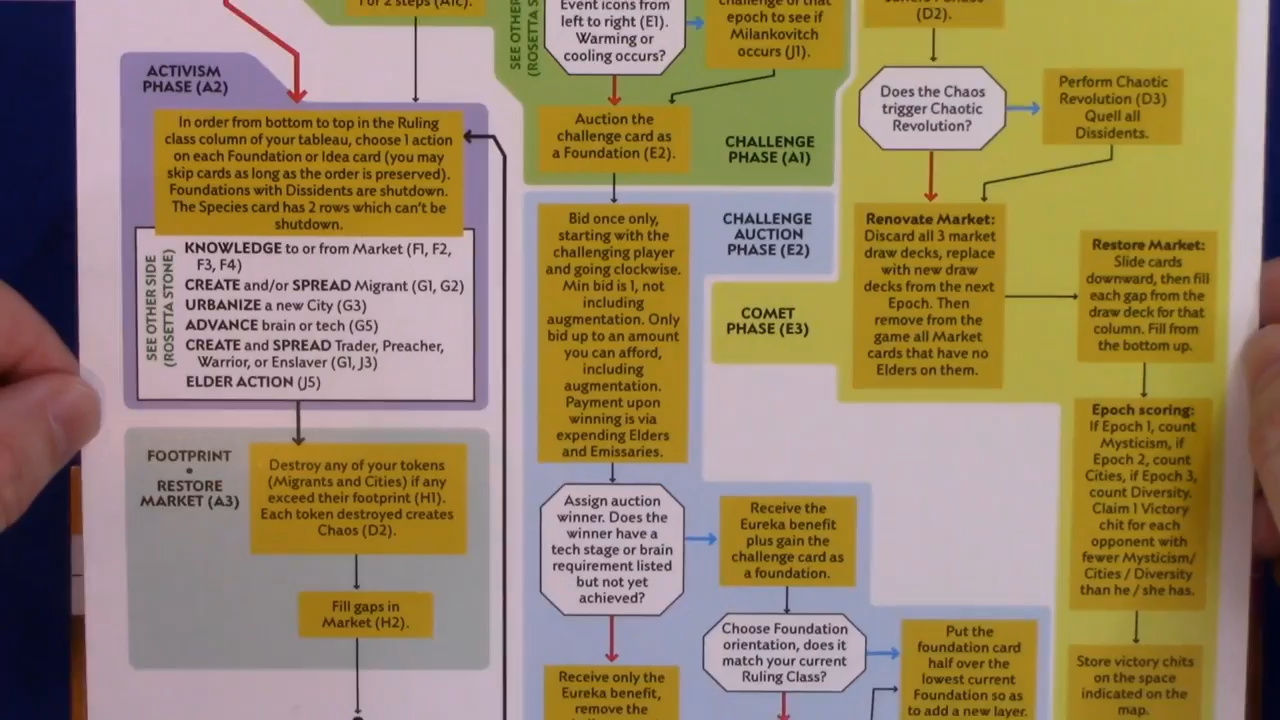 1 or 2 steps (A1c).
ACTIVISM
PHASE (A2)
In order from bottom to top in the Ruling
class column of your tableau, choose 1 action
on each Foundation or Idea card (you may
skip cards as long as the order is preserved).
Foundations with Dissidents are shutdown.
The Species card has 2 rows which can't be
shutdown.
SEE OTHER SIDE
(ROSETTA STONE)
KNOWLEDGE to or from Market (F1, F2,
F3, F4)
CREATE and/or SPREAD Migrant (G1, G2)
URBANIZE a new City (G3)
ADVANCE brain or tech (G5)
CREATE and SPREAD Trader, Preacher,
Warrior, or Enslaver (G1, J3)
ELDER ACTION (J5)
FOOTPRINT
•
RESTORE
MARKET (A3)
Destroy any of your tokens
(Migrants and Cities) if any
exceed their footprint (H1).
Each token destroyed creates
Chaos (D2).
Fill gaps in
Market (H2).
SEE OTHER
(ROSETTA S
Event icons from
left to right (E1).
Warming or
cooling occurs?
challenge of that
epoch to see if
Milankovitch
occurs (J1).
Auction the
challenge card as
a Foundation (E2).
CHALLENGE
PHASE (A1)
Bid once only,
starting with the
challenging player
and going clockwise.
Min bid is 1, not
including
augmentation. Only
bid up to an amount
you can afford,
including
augmentation.
Payment upon
winning is via
expending Elders
and Emissaries.
CHALLENGE
AUCTION
PHASE (E2)
COMET
PHASE (E3)
Assign auction
winner. Does the
winner have a
tech stage or brain
requirement listed
but not yet
achieved?
Receive the
Eureka benefit
plus gain the
challenge card as
a foundation.
Receive only the
Eureka benefit,
remove the
Choose Foundation
orientation, does it
match your current
Ruling Class?
Put the
foundation card
half over the
lowest current
Foundation so as
to add a new layer.
(D2).
Does the Chaos
trigger Chaotic
Revolution?
Perform Chaotic
Revolution (D3)
Quell all
Dissidents.
Renovate Market:
Discard all 3 market
draw decks, replace
with new draw
decks from the next
Epoch. Then
remove from the
game all Market
cards that have no
Elders on them.
Restore Market:
Slide cards
downward, then fill
each gap from the
draw deck for that
column. Fill from
the bottom up.
Epoch scoring:
If Epoch 1, count
Mysticism, if
Epoch 2, count
Cities, if Epoch 3,
count Diversity.
Claim 1 Victory
chit for each
opponent with
fewer Mysticism/
Cities / Diversity
than he / she has.
Store victory chits
on the space
indicated on the
map.